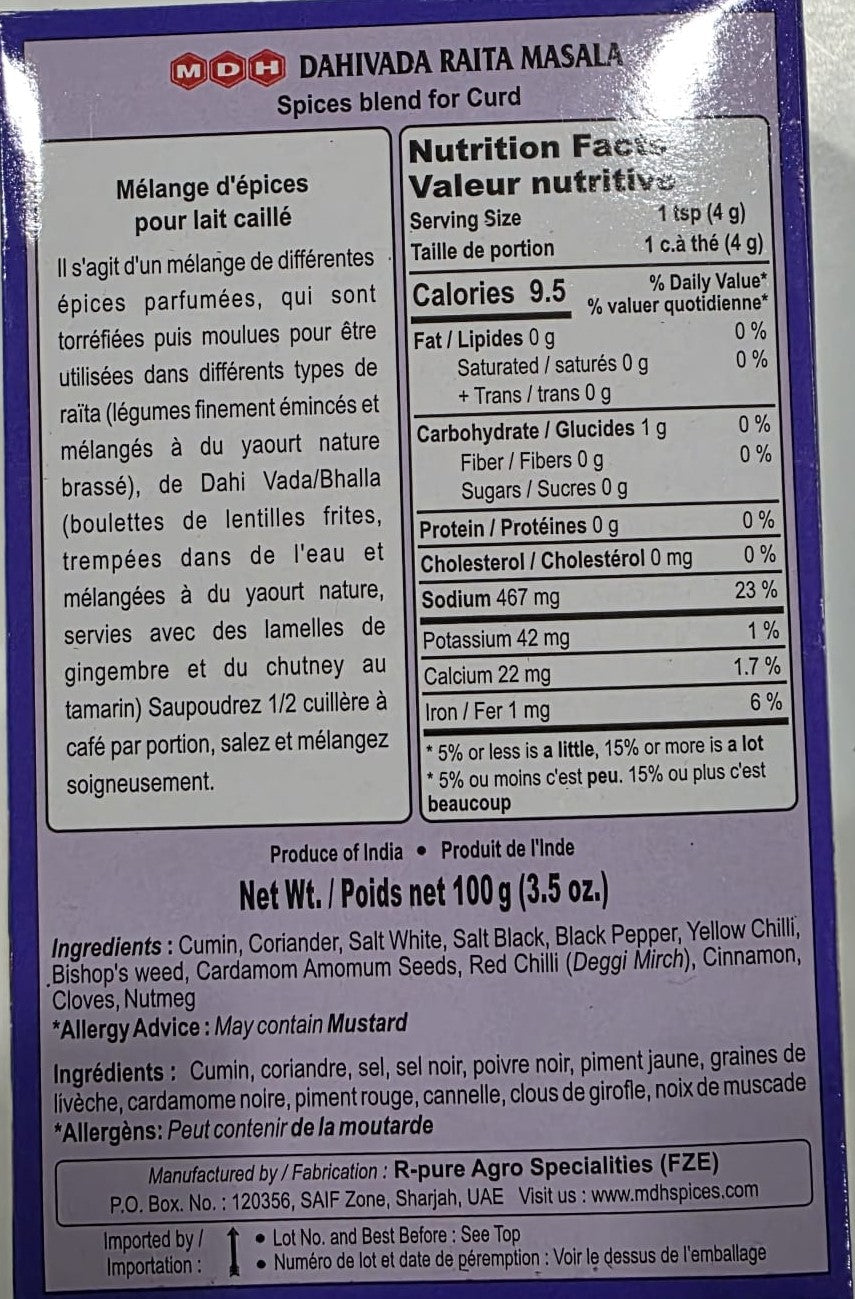 MDH DAHIVADA RAITA MASALA
Spices blend for Curd
Mélange d'épices
pour lait caillé
Il s'agit d'un mélange de différentes
épices parfumées, qui sont
torréfiées puis moulues pour être
utilisées dans différents types de
raïta (légumes finement émincés et
mélangés à du yaourt nature
brassé), de Dahi Vada/Bhalla
(boulettes de lentilles frites,
trempées dans de l'eau et
mélangées à du yaourt nature,
servies avec des lamelles de
gingembre et du chutney au
tamarin) Saupoudrez 1/2 cuillère à
café par portion, salez et mélangez
soigneusement.
Nutrition Facts
Valeur nutritive
Serving Size 1 tsp (4 g)
Taille de portion 1 c.à thé (4 g)
Calories 9.5
% Daily Value*
% valuer quotidienne*
Fat / Lipides 0 g 0 %
Saturated / saturés 0 g 0 %
+ Trans / trans 0 g
Carbohydrate / Glucides 1 g 0 %
Fiber / Fibers 0 g 0 %
Sugars / Sucres 0 g
Protein / Protéines 0 g 0 %
Cholesterol / Cholestérol 0 mg 0 %
Sodium 467 mg 23 %
Potassium 42 mg 1 %
Calcium 22 mg 1.7 %
Iron / Fer 1 mg 6 %
* 5% or less is a little, 15% or more is a lot
* 5% ou moins c'est peu. 15% ou plus c'est
beaucoup
Produce of India • Produit de l'Inde
Net Wt. / Poids net 100 g (3.5 oz.)
Ingredients : Cumin, Coriander, Salt White, Salt Black, Black Pepper, Yellow Chilli,
Bishop's weed, Cardamom Amomum Seeds, Red Chilli (Deggi Mirch), Cinnamon,
Cloves, Nutmeg
*Allergy Advice : May contain Mustard
Ingrédients : Cumin, coriandre, sel, sel noir, poivre noir, piment jaune, graines de
livèche, cardamome noire, piment rouge, cannelle, clous de girofle, noix de muscade
*Allergèns: Peut contenir de la moutarde
Manufactured by / Fabrication : R-pure Agro Specialities (FZE)
P.O. Box. No. : 120356, SAIF Zone, Sharjah, UAE Visit us : www.mdhspices.com
Imported by /
Importation :
• Lot No. and Best Before : See Top
• Numéro de lot et date de péremption : Voir le dessus de l'emballage